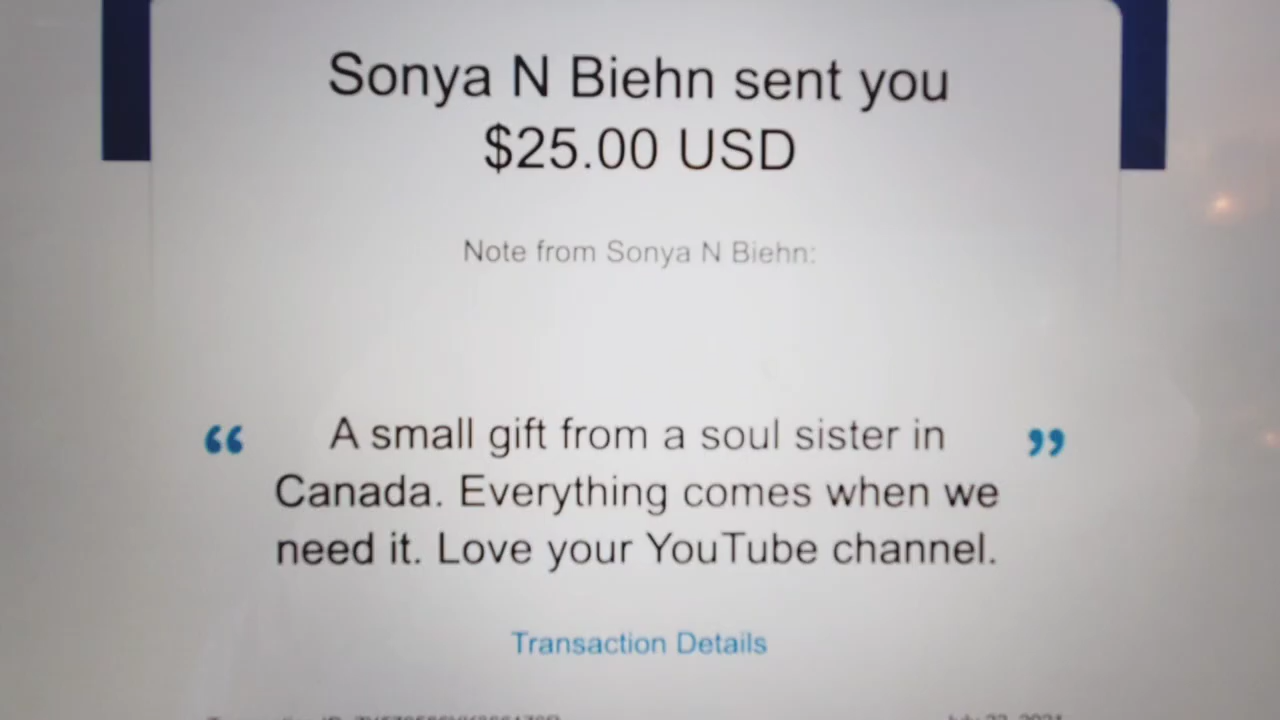 Sonya N Biehn sent you
$25.00 USD
Note from Sonya N Biehn:
“ A small gift from a soul sister in ”
Canada. Everything comes when we
need it. Love your YouTube channel.
Transaction Details